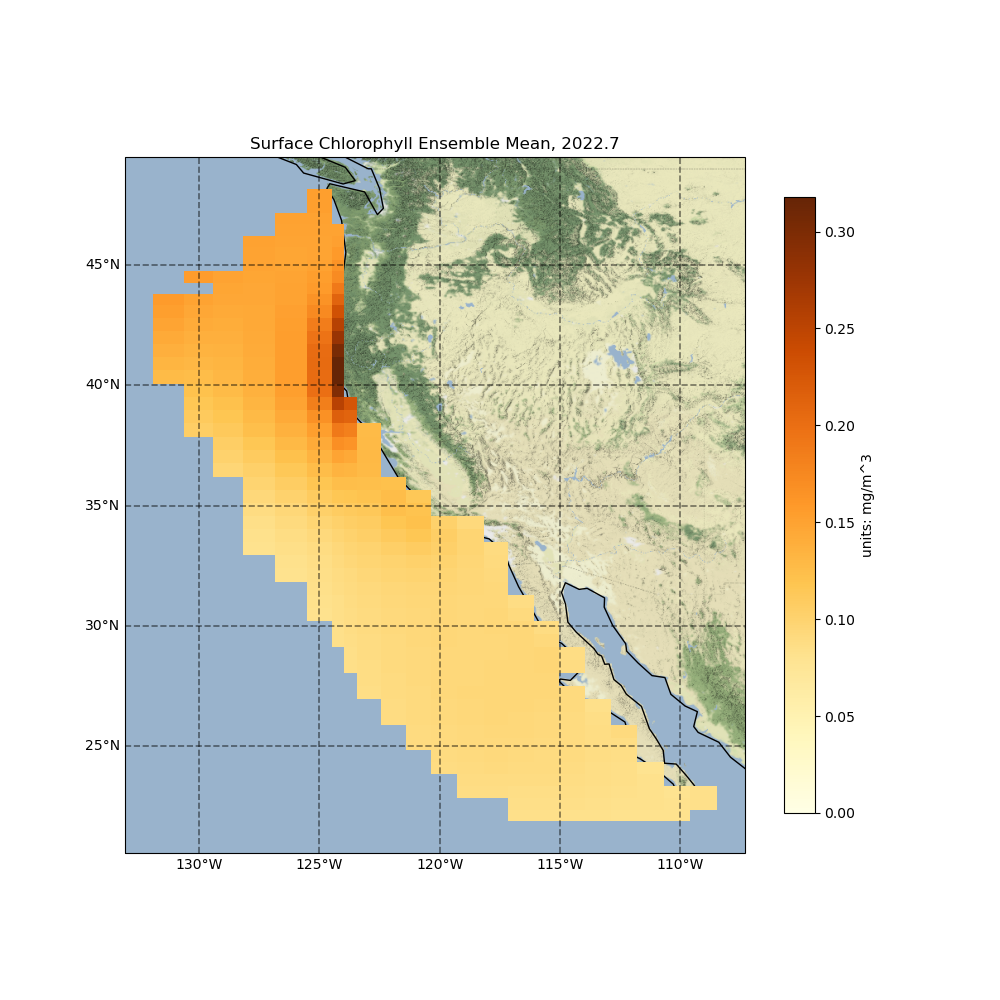 Surface Chlorophyll Ensemble Mean, 2022.7
45°N
40°N
35°N
30°N
25°N
130°W
125°W
120°W
115°W
110°W
0.30
0.25
0.20
0.15
0.10
0.05
0.00
units: mg/m^3